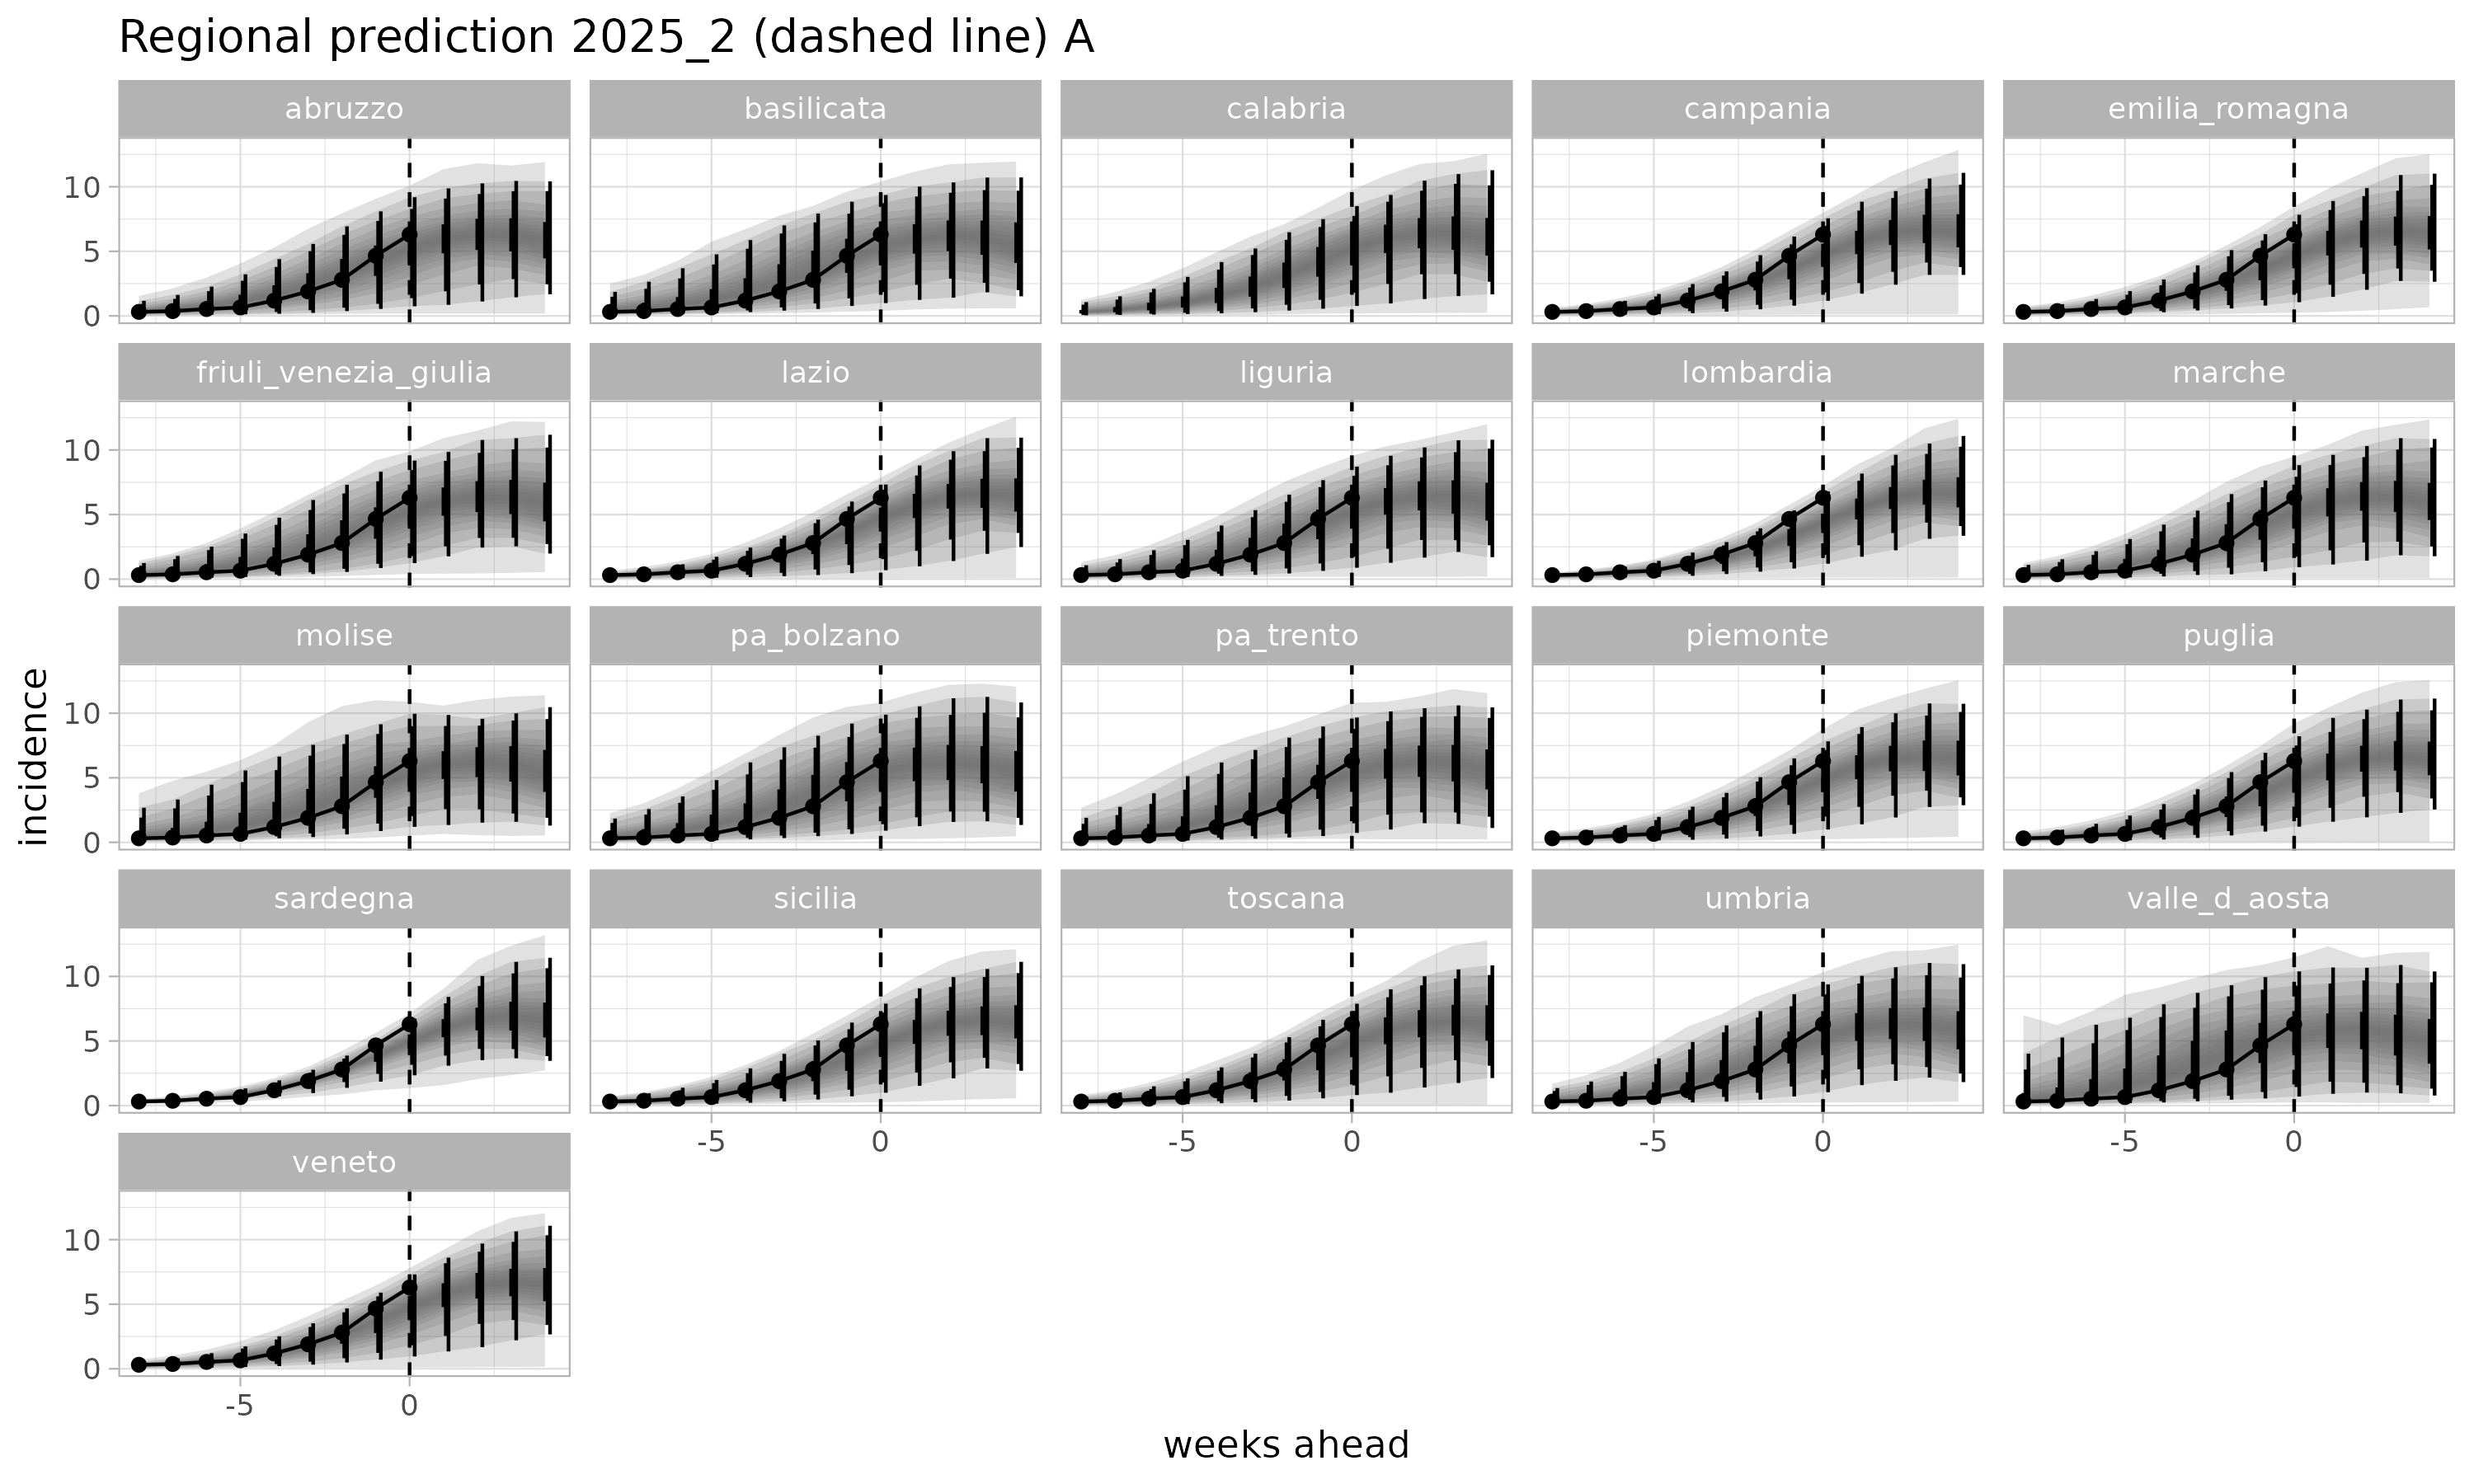 Regional prediction 2025_2 (dashed line) A
abruzzo basilicata calabria campania emilia_romagna
10
5
0
friuli_venezia_giulia lazio liguria lombardia marche
10
5
0
molise pa_bolzano pa_trento piemonte puglia
10
5
0
sardegna sicilia toscana umbria valle_d_aosta
10
5
0
-5 0 -5 0 -5 0 -5 0
veneto
10
5
0
-5 0
incidence
weeks ahead